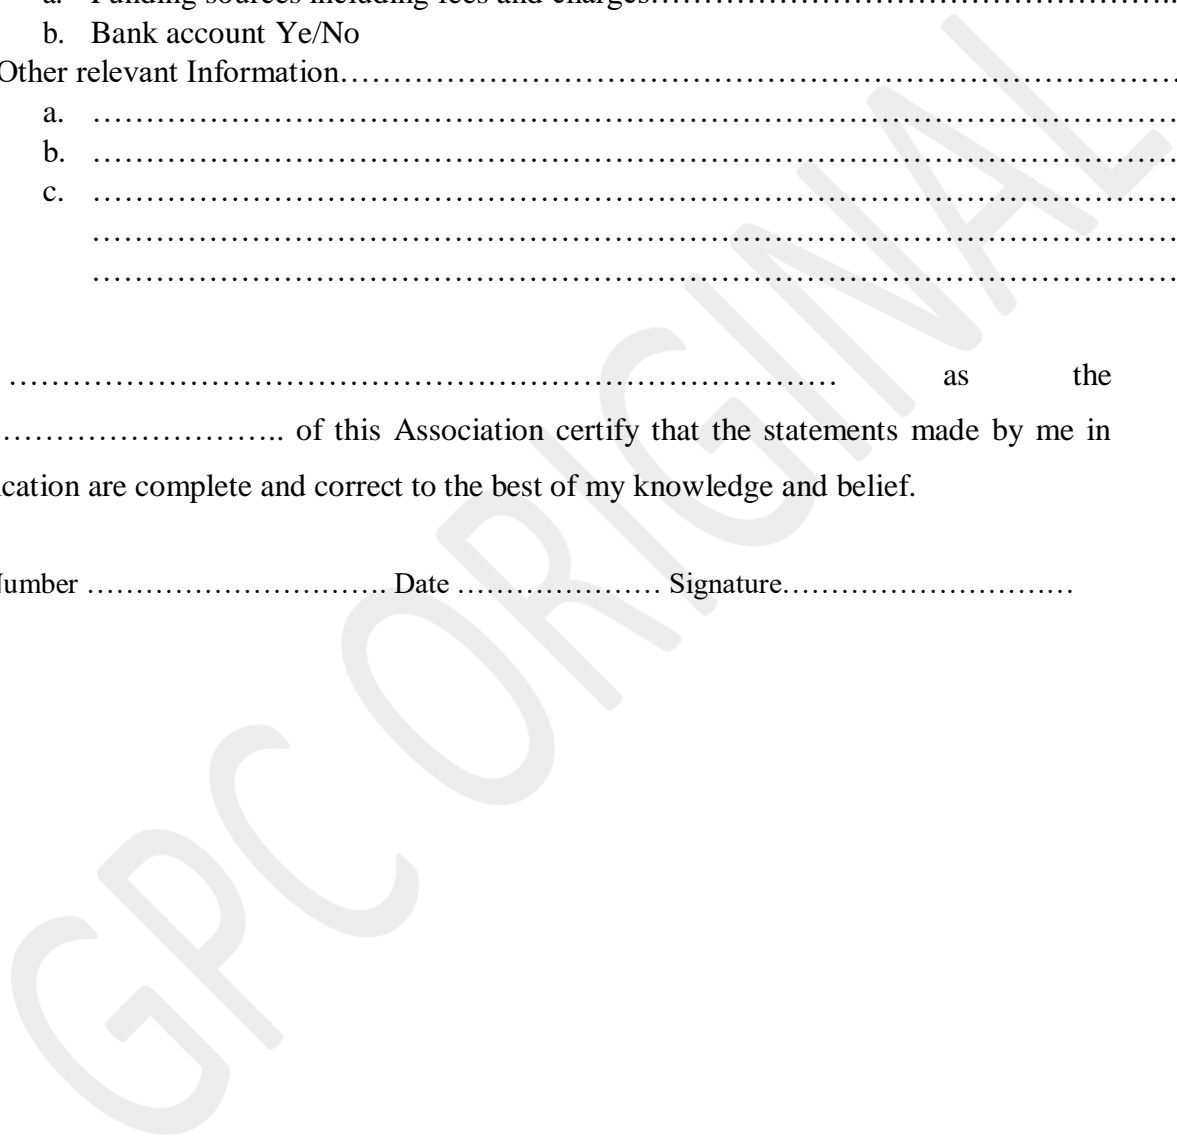 a. Funding sources including fees and charges…………………………………………..
b. Bank account Ye/No
Other relevant Information……………………………………………………………………
a. …………………………………………………………………………………………
b. …………………………………………………………………………………………
c. …………………………………………………………………………………………
…………………………………………………………………………………………
…………………………………………………………………………………………
…………………………………………………………………… as the
……………………….. of this Association certify that the statements made by me in
cation are complete and correct to the best of my knowledge and belief.
umber ………………………. Date ………………… Signature………………………
GPC ORIGINAL